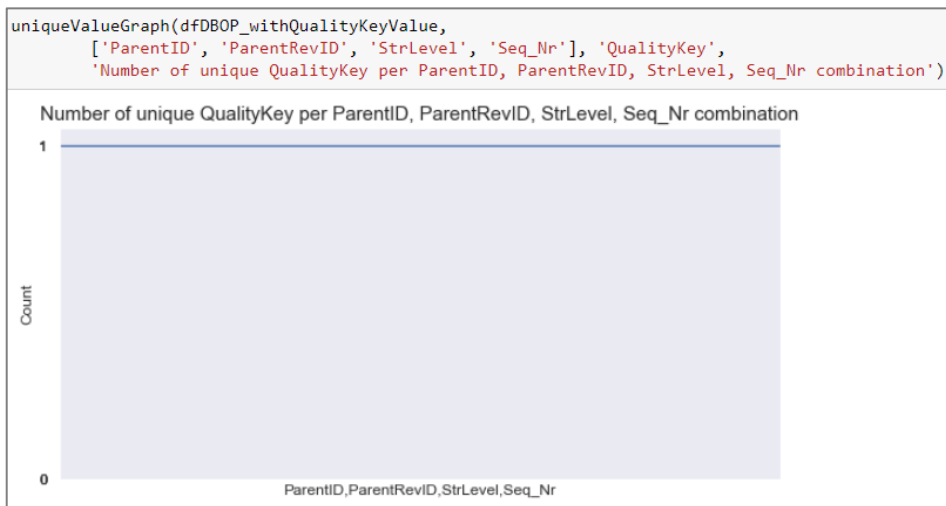 uniqueValueGraph(dfDBOP_withQualityKeyValue,
['ParentID', 'ParentRevID', 'StrLevel', 'Seq_Nr'], 'QualityKey',
'Number of unique QualityKey per ParentID, ParentRevID, StrLevel, Seq_Nr combination')
Number of unique QualityKey per ParentID, ParentRevID, StrLevel, Seq_Nr combination
1
Count
0
ParentID,ParentRevID,StrLevel,Seq_Nr